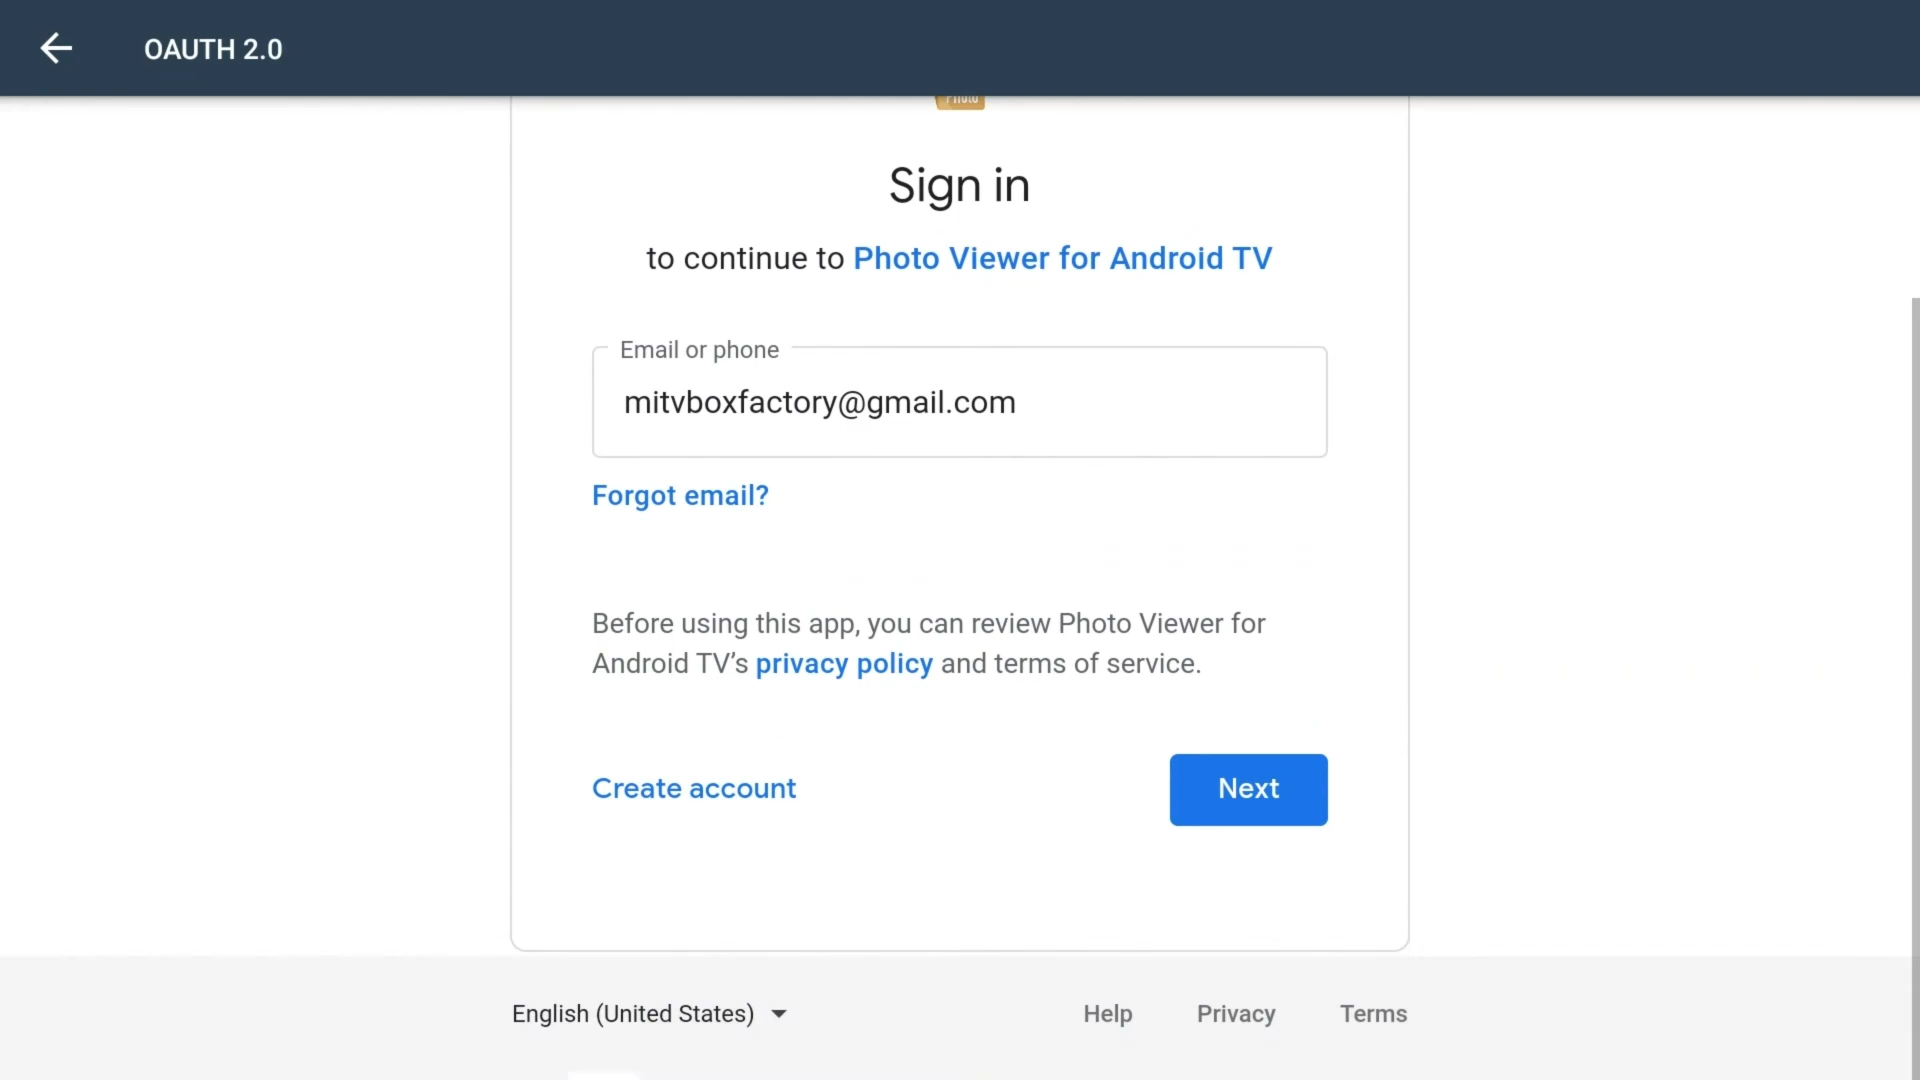 OAUTH 2.0
Photo
Sign in
to continue to Photo Viewer for Android TV
Email or phone
mitvboxfactory@gmail.com
Forgot email?
Before using this app, you can review Photo Viewer for
Android TV’s privacy policy and terms of service.
Create account
Next
English (United States)
Help
Privacy
Terms